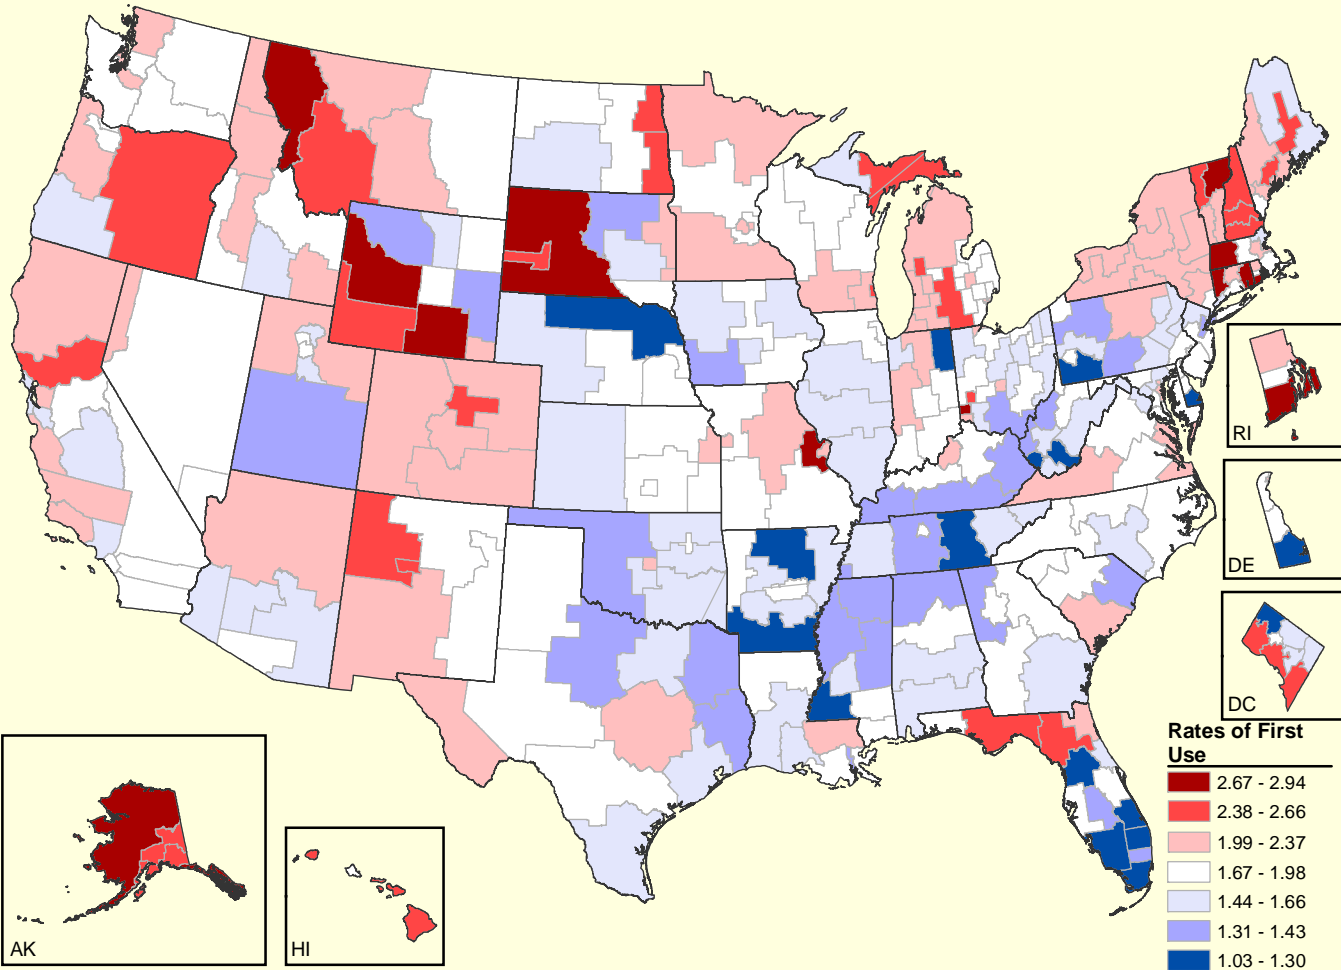 RI
DE
DC
AK
HI
Rates of First
Use
2.67 - 2.94
2.38 - 2.66
1.99 - 2.37
1.67 - 1.98
1.44 - 1.66
1.31 - 1.43
1.03 - 1.30